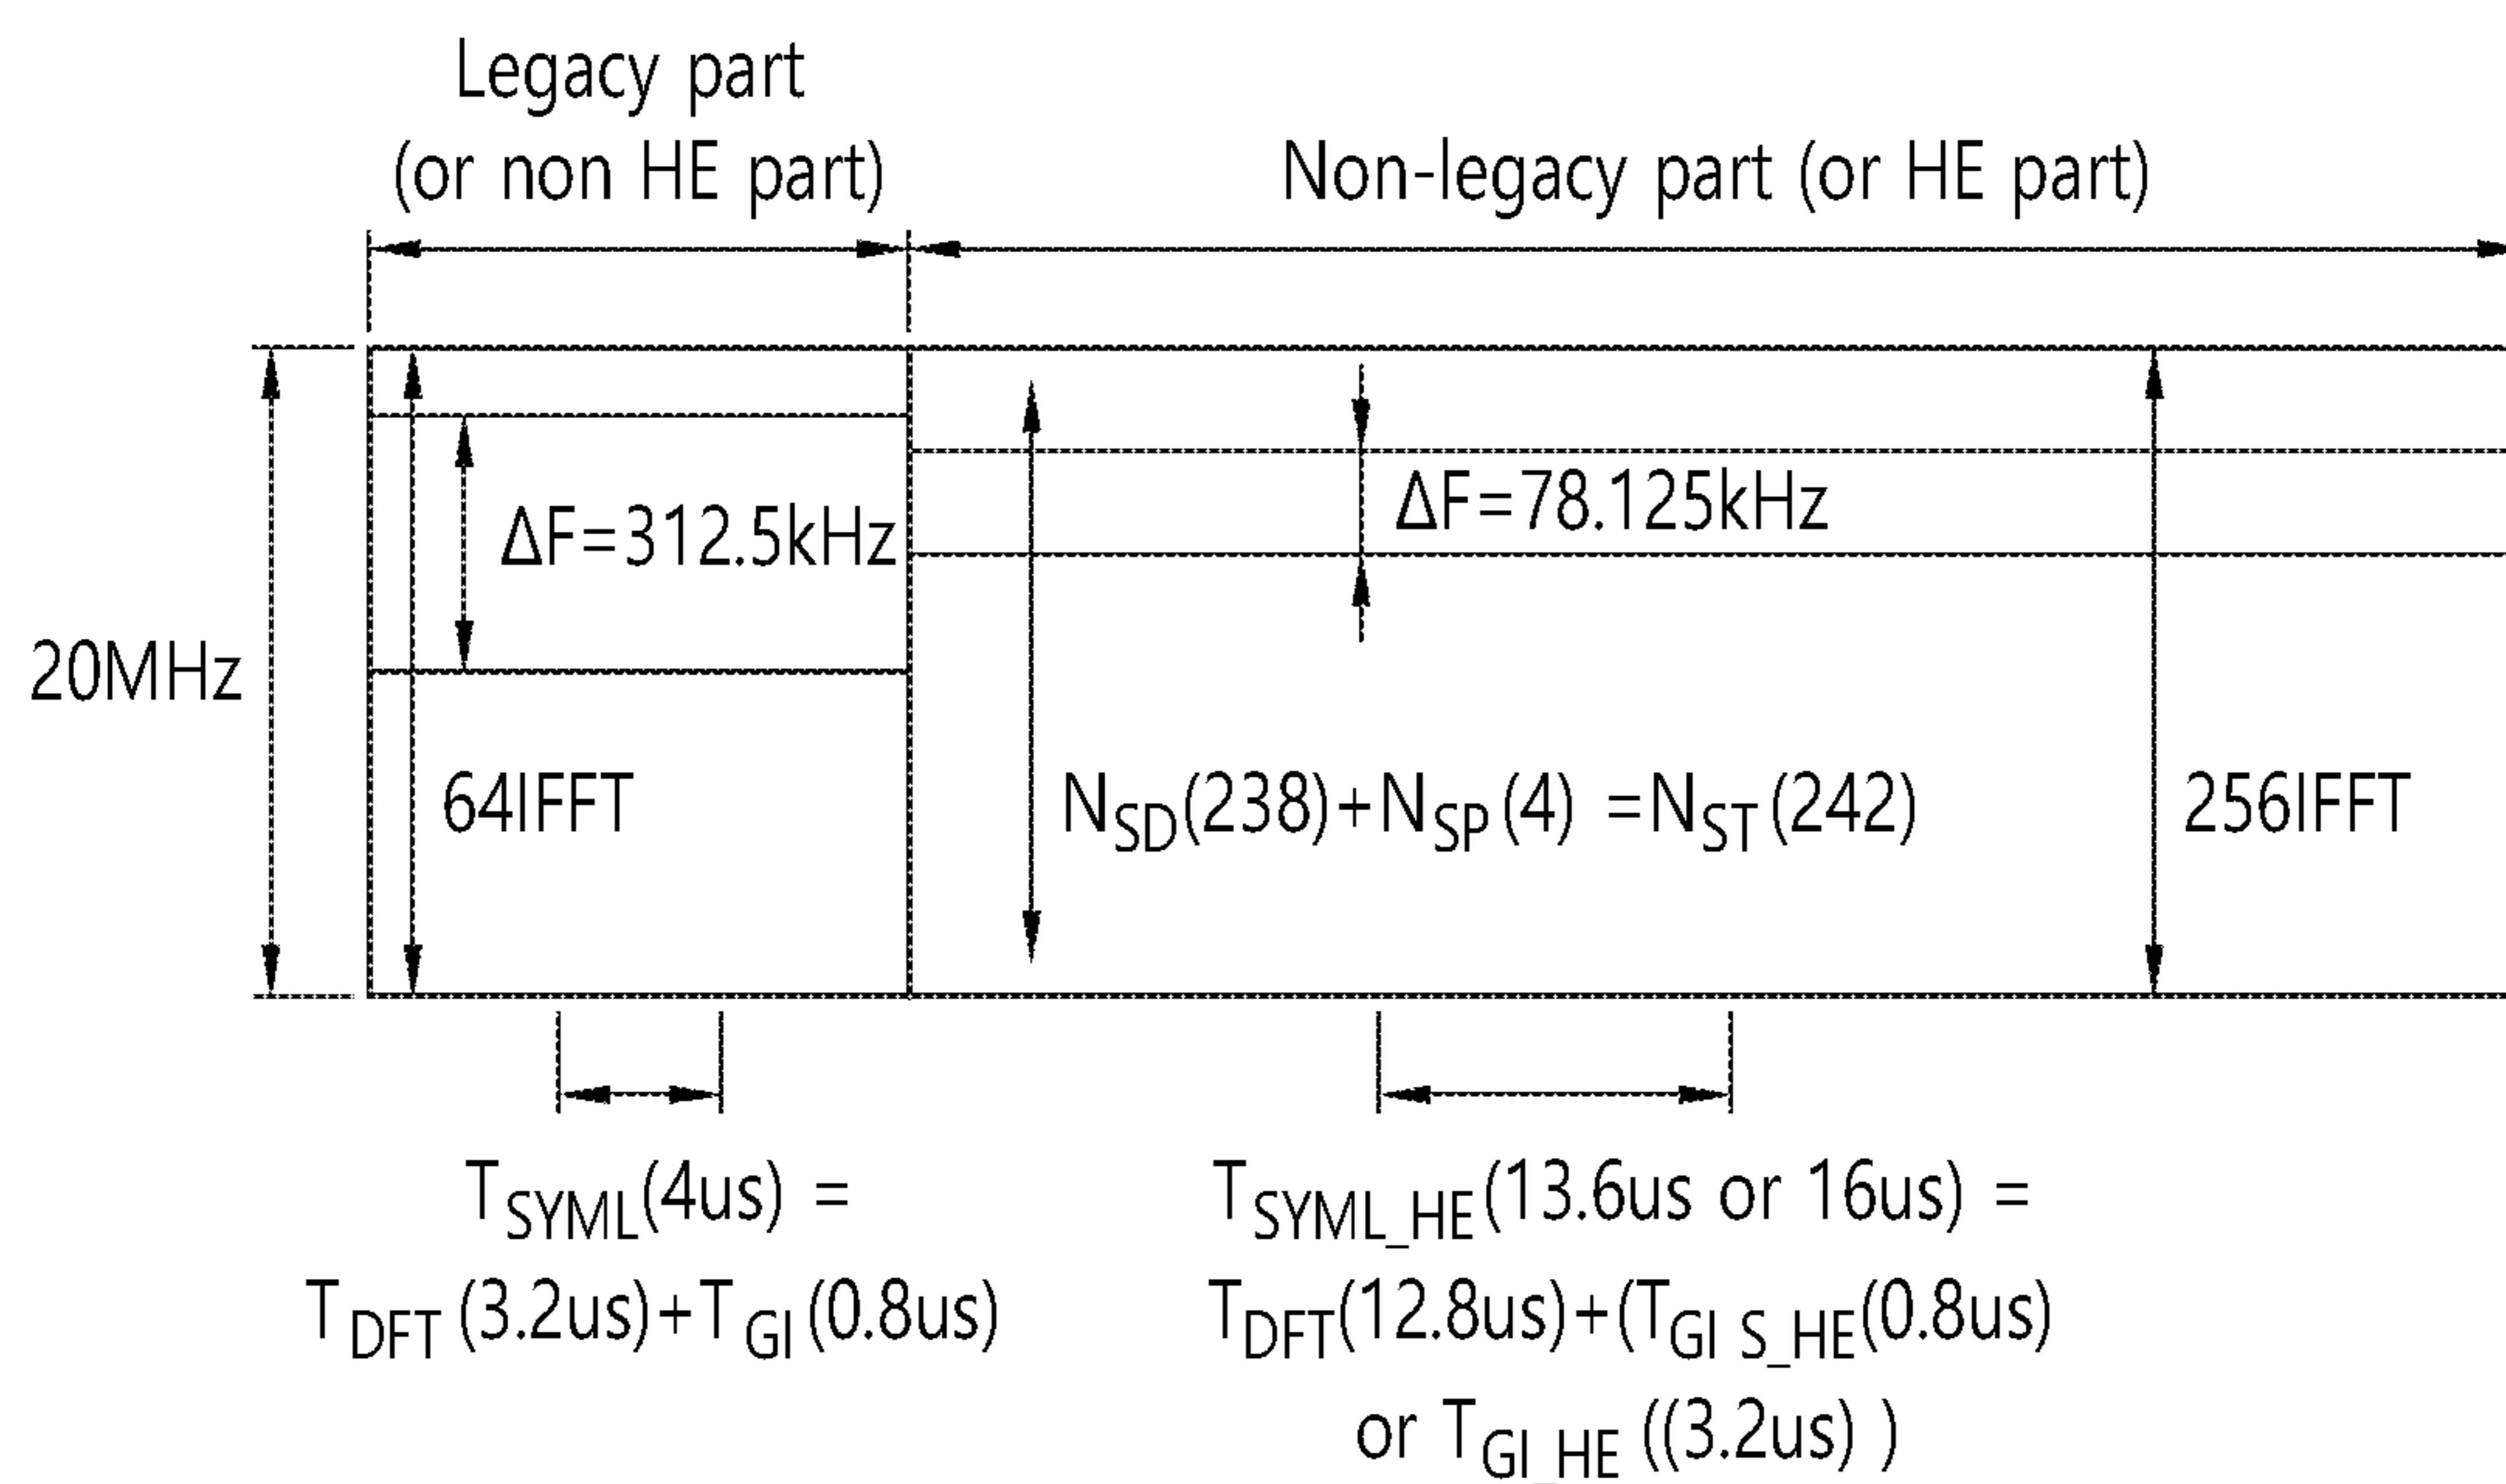 Legacy part
(or non HE part)
Non-legacy part (or HE part)
ΔF=312.5kHz
ΔF=78.125kHz
20MHz
64IFFT
NSD(238)+NSP(4) =NST(242)
256IFFT
TSYML(4us) =
TDFT(3.2us)+TGI(0.8us)
TSYML_HE(13.6us or 16us) =
TDFT(12.8us)+(TGI S_HE(0.8us)
or TGI_HE ((3.2us) )